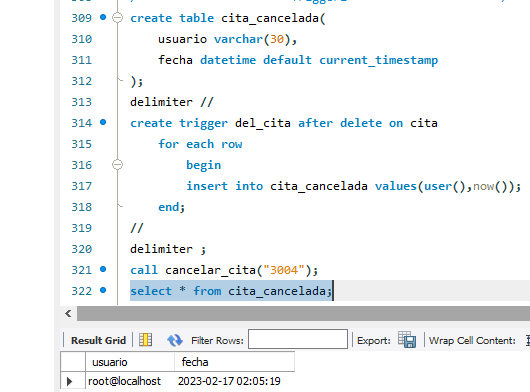 309 create table cita_cancelada(
310 usuario varchar(30),
311 fecha datetime default current_timestamp
312 );
313 delimiter //
314 create trigger del_cita after delete on cita
315 for each row
316 begin
317 insert into cita_cancelada values(user(),now());
318 end;
319 //
320 delimiter ;
321 call cancelar_cita("3004");
322 select * from cita_cancelada;
Result Grid Filter Rows: Export: Wrap Cell Content:
usuario fecha
root@localhost 2023-02-17 02:05:19